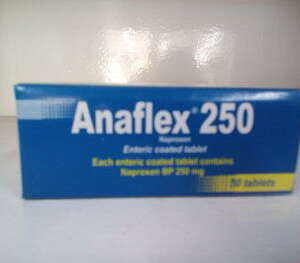 Anaflex® 250
Naproxen
Enteric coated tablet
Each enteric coated tablet contains
Naproxen BP 250 mg
50 tablets